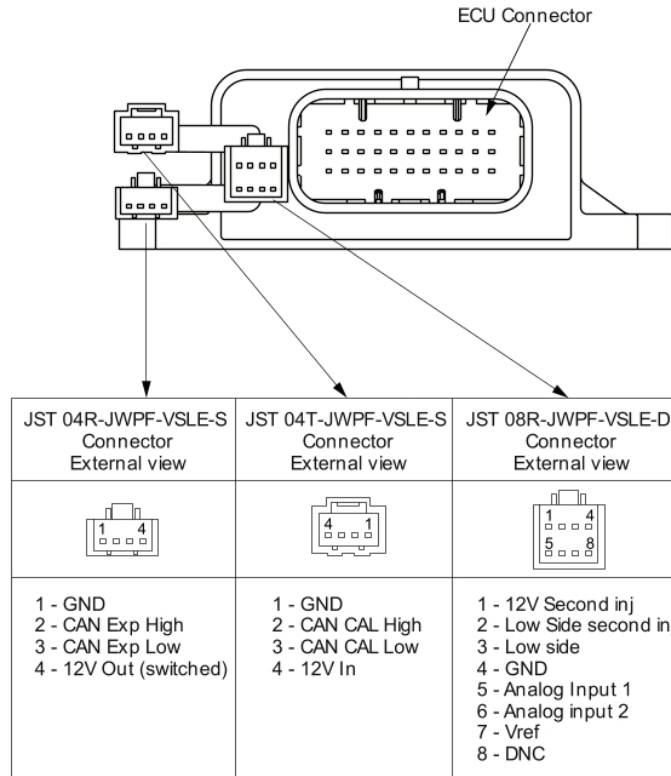 ECU Connector
JST 04R-JWPF-VSLE-S
Connector
External view
JST 04T-JWPF-VSLE-S
Connector
External view
JST 08R-JWPF-VSLE-D
Connector
External view
1 4
4 1
1 4
5 8
1 - GND
2 - CAN Exp High
3 - CAN Exp Low
4 - 12V Out (switched)
1 - GND
2 - CAN CAL High
3 - CAN CAL Low
4 - 12V In
1 - 12V Second inj
2 - Low Side second in
3 - Low side
4 - GND
5 - Analog Input 1
6 - Analog input 2
7 - Vref
8 - DNC